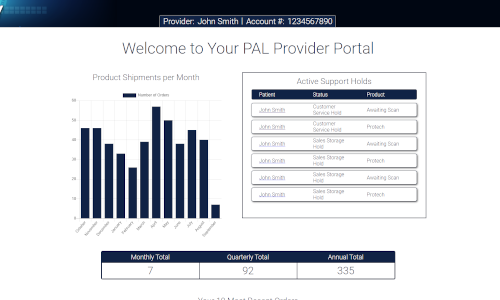 Provider: John Smith | Account #: 1234567890
Welcome to Your PAL Provider Portal
Product Shipments per Month
Number of Orders
60
50
40
30
20
10
0
October
November
December
January
February
March
April
May
June
July
August
September
Active Support Holds
Patient Status Product
John Smith Customer Service Hold Awaiting Scan
John Smith Customer Service Hold Protech
John Smith Sales Storage Hold Awaiting Scan
John Smith Sales Storage Hold Protech
John Smith Sales Storage Hold Awaiting Scan
John Smith Sales Storage Hold Protech
Monthly Total Quarterly Total Annual Total
7 92 335
Your 10 Most Recent Orders